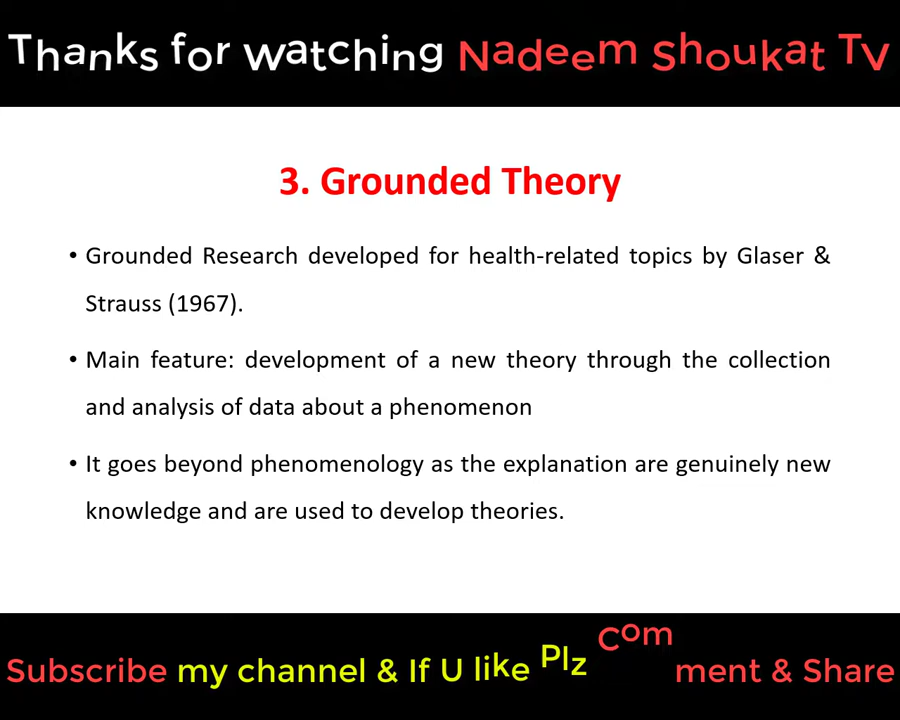 Thanks for watching Nadeem Shoukat TV
3. Grounded Theory
• Grounded Research developed for health-related topics by Glaser &
Strauss (1967).
• Main feature: development of a new theory through the collection
and analysis of data about a phenomenon
• It goes beyond phenomenology as the explanation are genuinely new
knowledge and are used to develop theories.
Subscribe my channel & If U like Plz Comment & Share